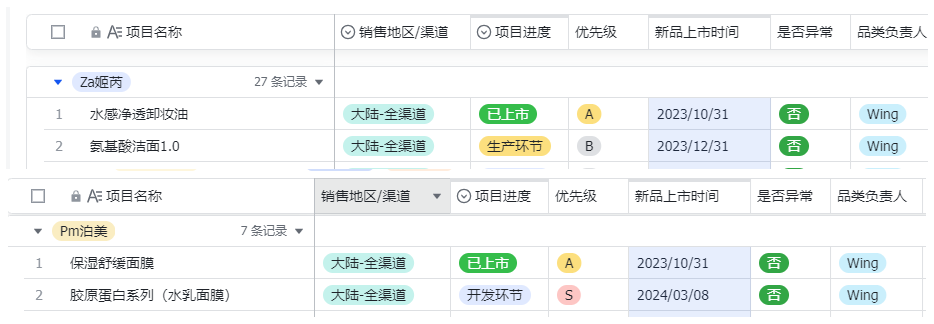 项目名称 销售地区/渠道 项目进度 优先级 新品上市时间 是否异常 品类负责人
Za姬芮 27 条记录
1 水感净透卸妆油 大陆-全渠道 已上市 A 2023/10/31 否 Wing
2 氨基酸洁面1.0 大陆-全渠道 生产环节 B 2023/12/31 否 Wing
项目名称 销售地区/渠道 项目进度 优先级 新品上市时间 是否异常 品类负责人
Pm泊美 7 条记录
1 保湿舒缓面膜 大陆-全渠道 已上市 A 2023/10/31 否 Wing
2 胶原蛋白系列（水乳面膜） 大陆-全渠道 开发环节 S 2024/03/08 否 Wing